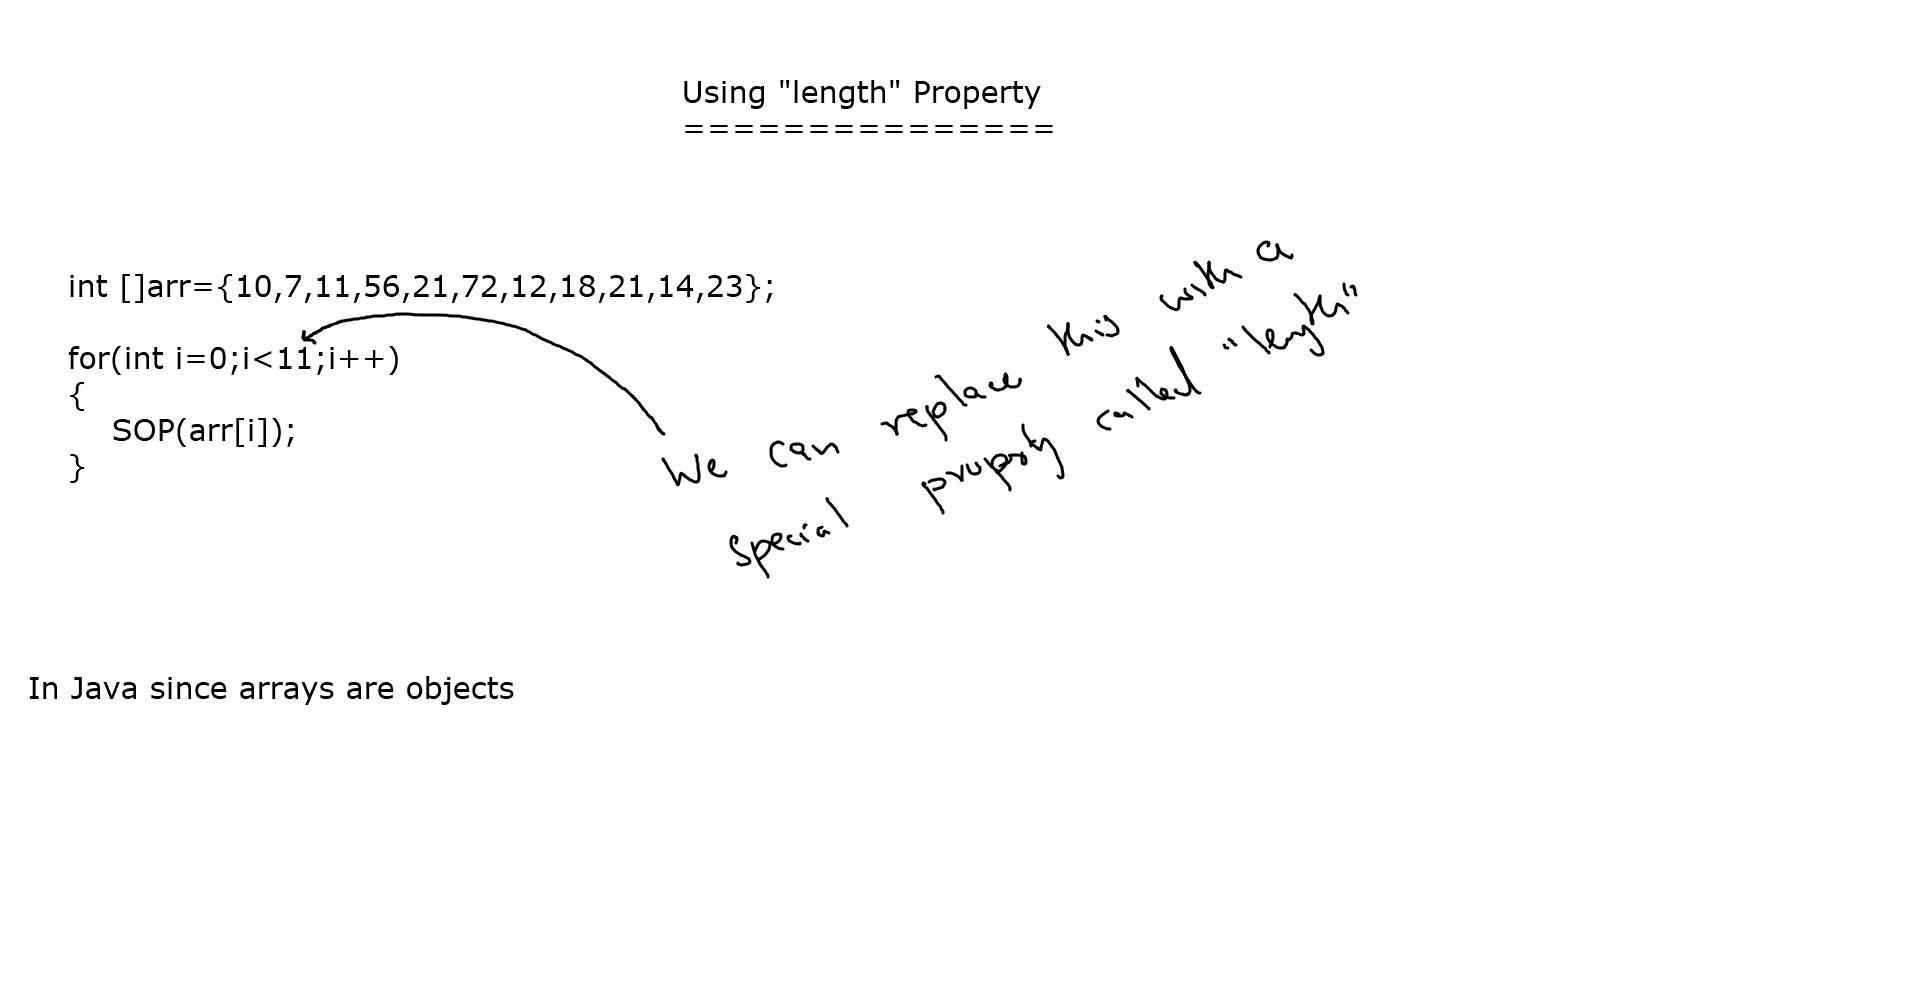 Using "length" Property
===============
int []arr={10,7,11,56,21,72,12,18,21,14,23};
for(int i=0;i<11;i++)
{
SOP(arr[i]);
}
We can replace this with a
special property called "length"
In Java since arrays are objects